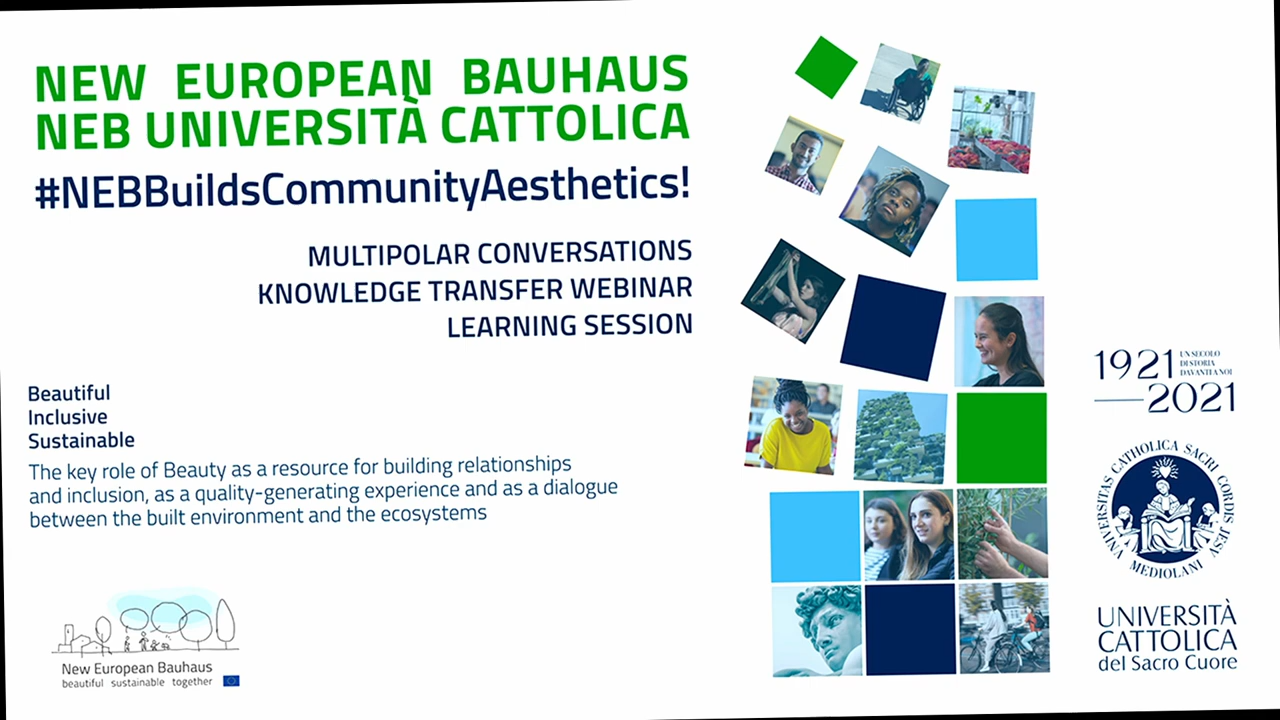 NEW EUROPEAN BAUHAUS
NEB UNIVERSITÀ CATTOLICA
#NEBBuildsCommunityAesthetics!
MULTIPOLAR CONVERSATIONS
KNOWLEDGE TRANSFER WEBINAR
LEARNING SESSION
Beautiful
Inclusive
Sustainable
The key role of Beauty as a resource for building relationships
and inclusion, as a quality-generating experience and as a dialogue
between the built environment and the ecosystems
New European Bauhaus
beautiful sustainable together
1921
UN SECOLO
DI STORIA
DAVANTI A NOI
2021
UNIVERSITAS CATHOLICA SACRI CORDIS JESU
MEDIOLANI
UNIVERSITÀ
CATTOLICA
del Sacro Cuore